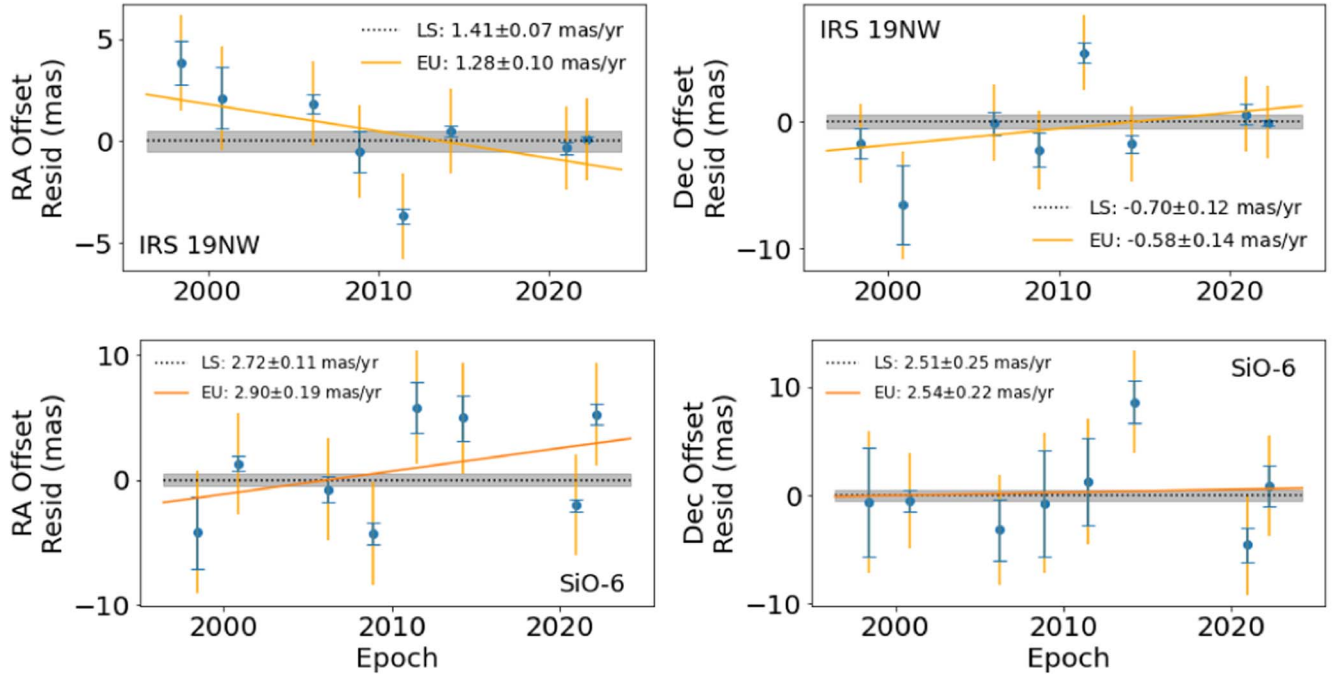 RA Offset
Resid (mas)
5
0
−5
LS: 1.41±0.07 mas/yr
EU: 1.28±0.10 mas/yr
IRS 19NW
2000
2010
2020
Dec Offset
Resid (mas)
0
−10
IRS 19NW
LS: -0.70±0.12 mas/yr
EU: -0.58±0.14 mas/yr
2000
2010
2020
RA Offset
Resid (mas)
10
0
−10
LS: 2.72±0.11 mas/yr
EU: 2.90±0.19 mas/yr
SiO-6
2000
2010
2020
Epoch
Dec Offset
Resid (mas)
10
0
−10
LS: 2.51±0.25 mas/yr
EU: 2.54±0.22 mas/yr
SiO-6
2000
2010
2020
Epoch